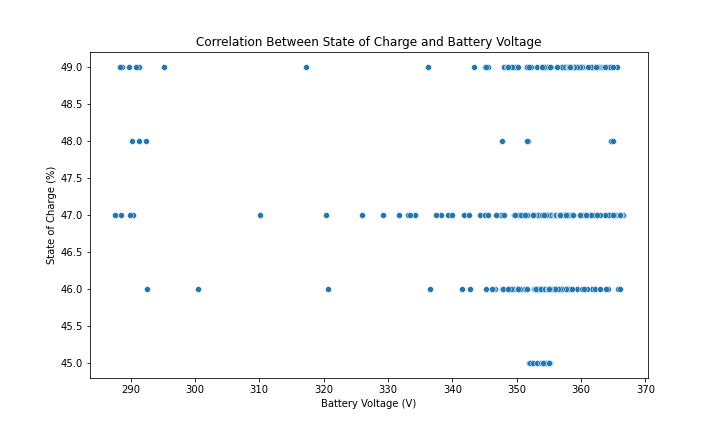 Correlation Between State of Charge and Battery Voltage
State of Charge (%)
49.0
48.5
48.0
47.5
47.0
46.5
46.0
45.5
45.0
290 300 310 320 330 340 350 360 370
Battery Voltage (V)